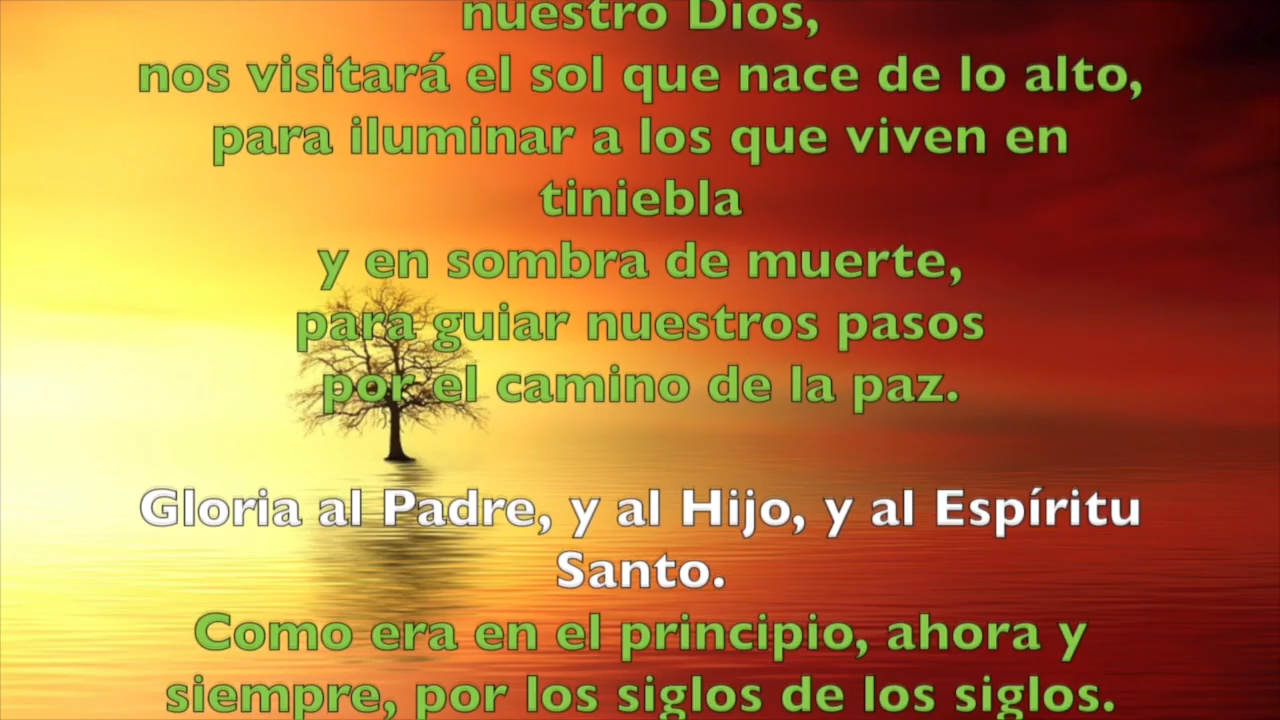 nuestro Dios,
nos visitará el sol que nace de lo alto,
para iluminar a los que viven en
tiniebla
y en sombra de muerte,
para guiar nuestros pasos
por el camino de la paz.
Gloria al Padre, y al Hijo, y al Espíritu
Santo.
Como era en el principio, ahora y
siempre, por los siglos de los siglos.